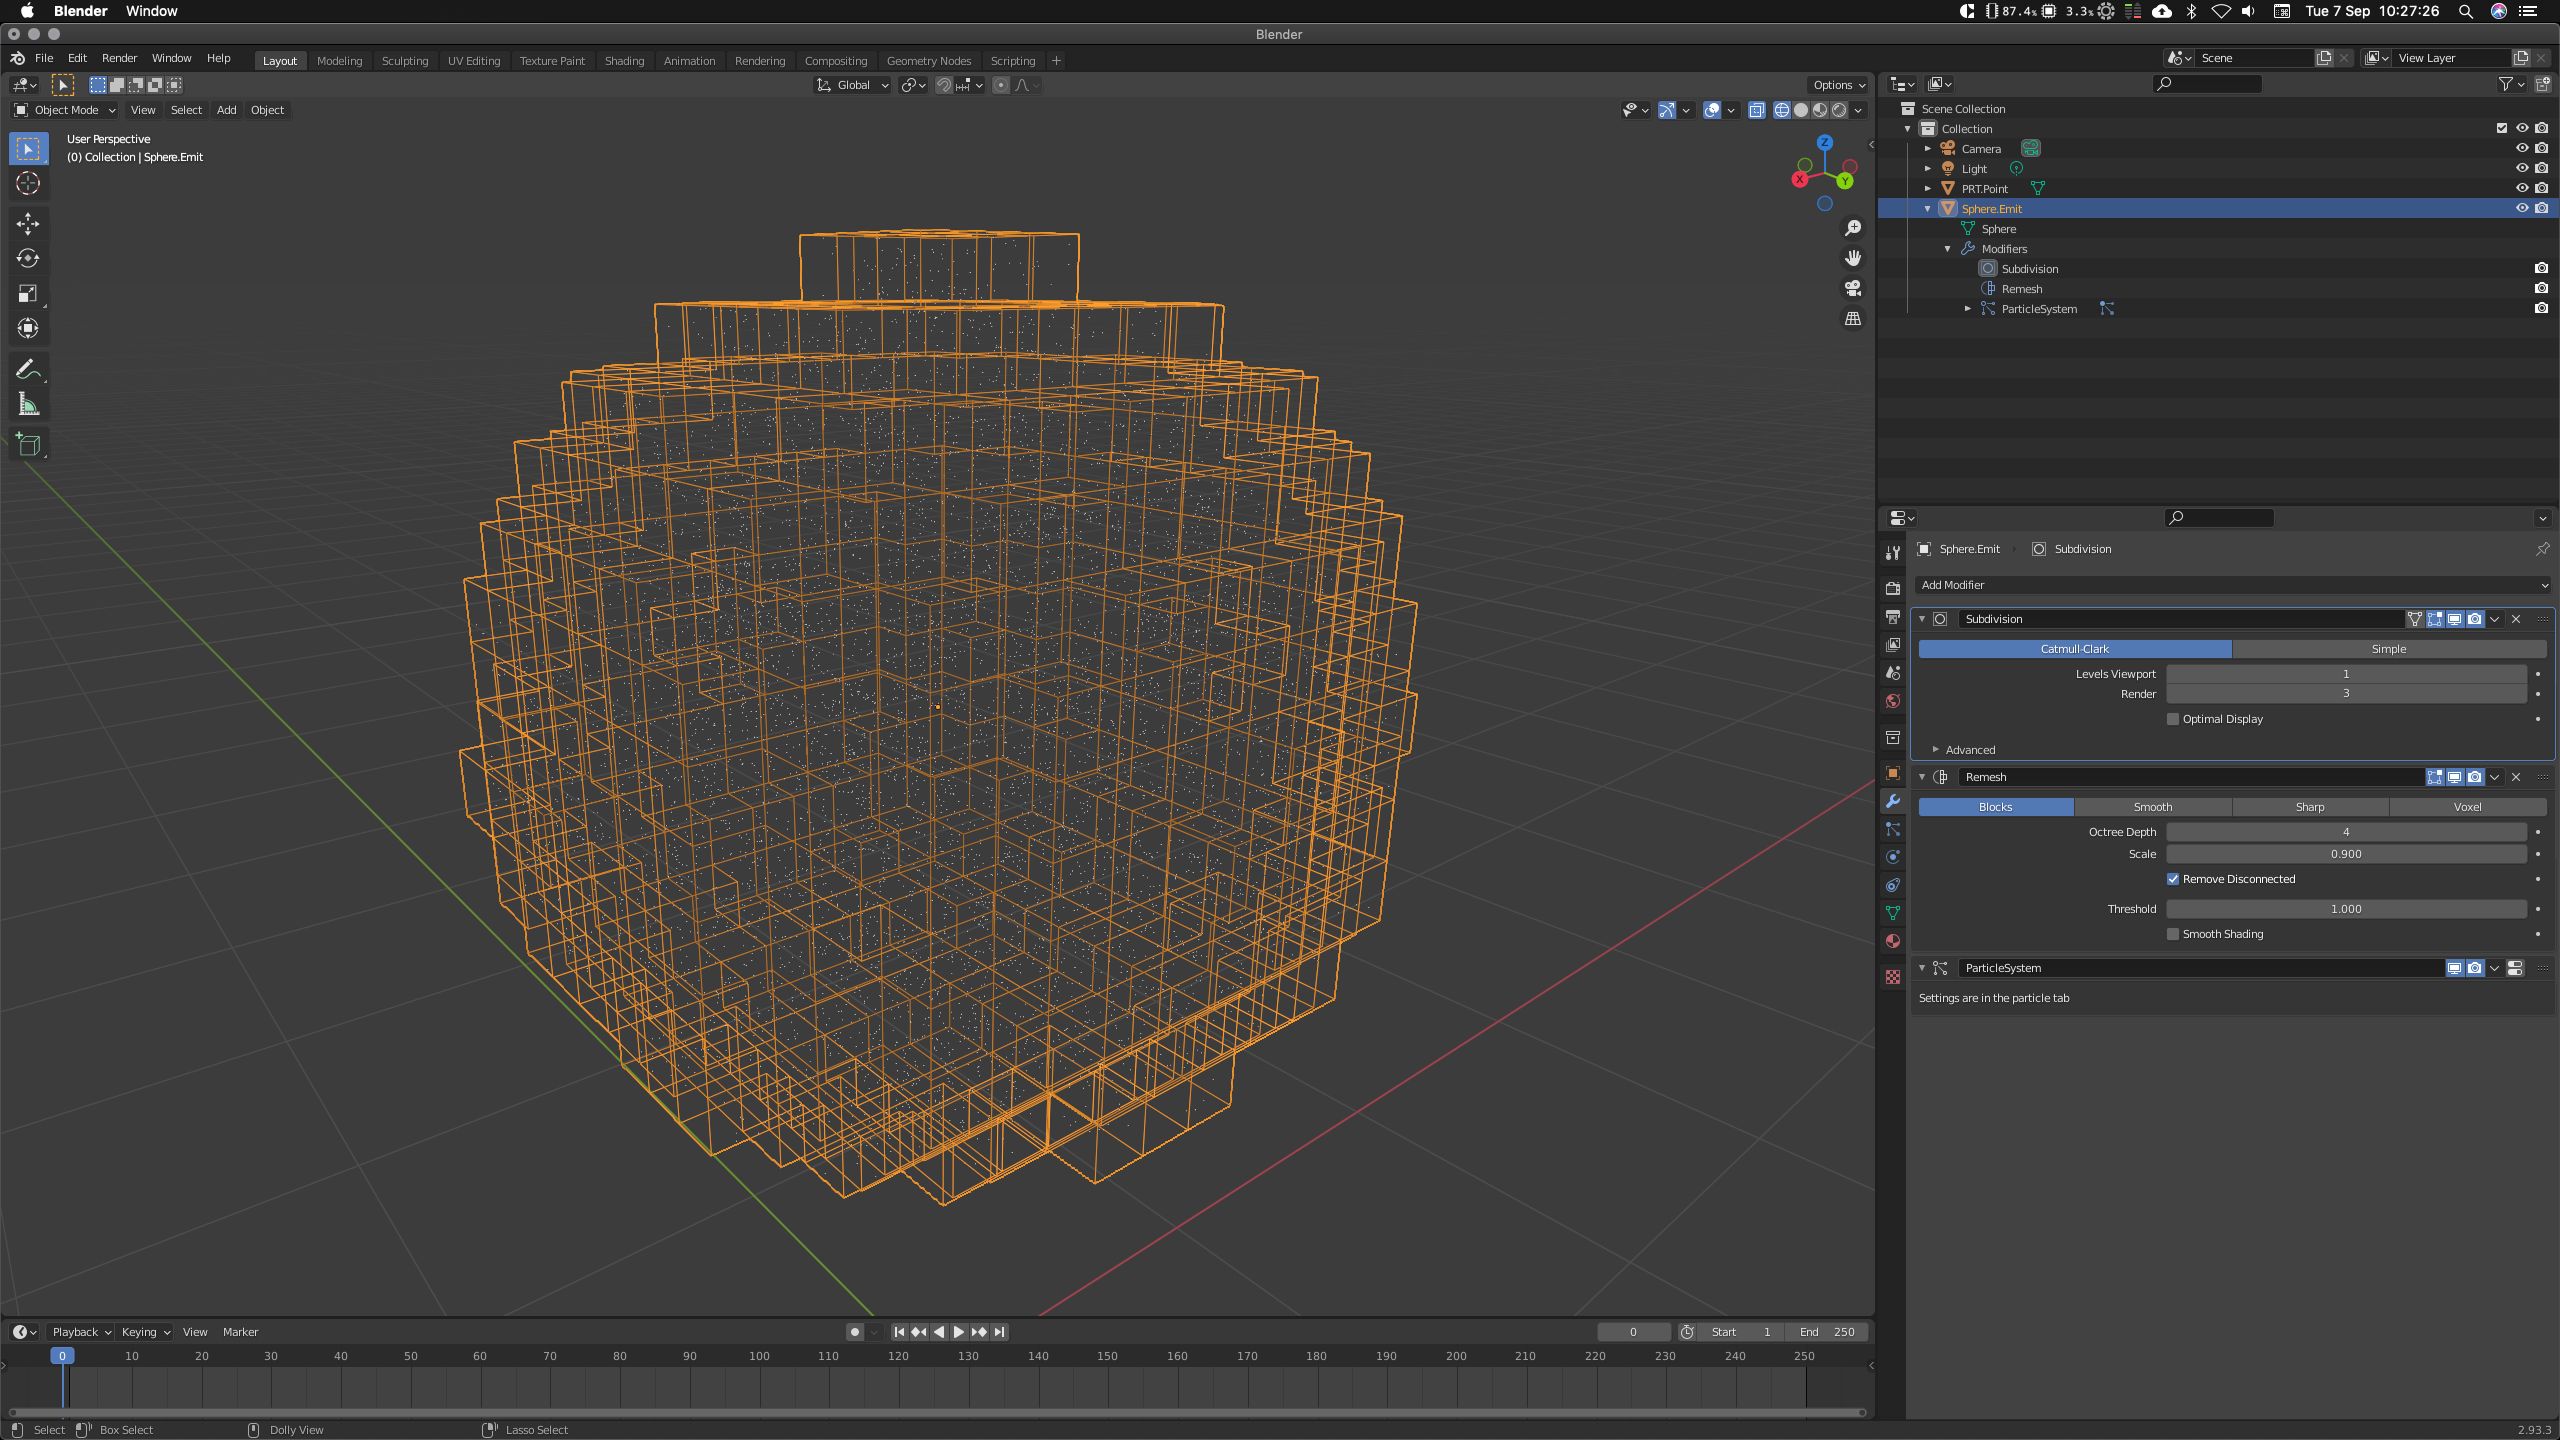 Blender Window 87.4% 3.3% Tue 7 Sep 10:27:26
Blender
File Edit Render Window Help Layout Modeling Sculpting UV Editing Texture Paint Shading Animation Rendering Compositing Geometry Nodes Scripting + Scene View Layer
Global Options
Object Mode View Select Add Object
User Perspective
(0) Collection | Sphere.Emit
Z
X
Y
Scene Collection
Collection
Camera
Light
PRT.Point
Sphere.Emit
Sphere
Modifiers
Subdivision
Remesh
ParticleSystem
Sphere.Emit Subdivision
Add Modifier
Subdivision
Catmull-Clark Simple
Levels Viewport 1
Render 3
Optimal Display
Advanced
Remesh
Blocks Smooth Sharp Voxel
Octree Depth 4
Scale 0.900
Remove Disconnected
Threshold 1.000
Smooth Shading
ParticleSystem
Settings are in the particle tab
Playback Keying View Marker 0 Start 1 End 250
0 10 20 30 40 50 60 70 80 90 100 110 120 130 140 150 160 170 180 190 200 210 220 230 240 250
Select Box Select Dolly View Lasso Select 2.93.3